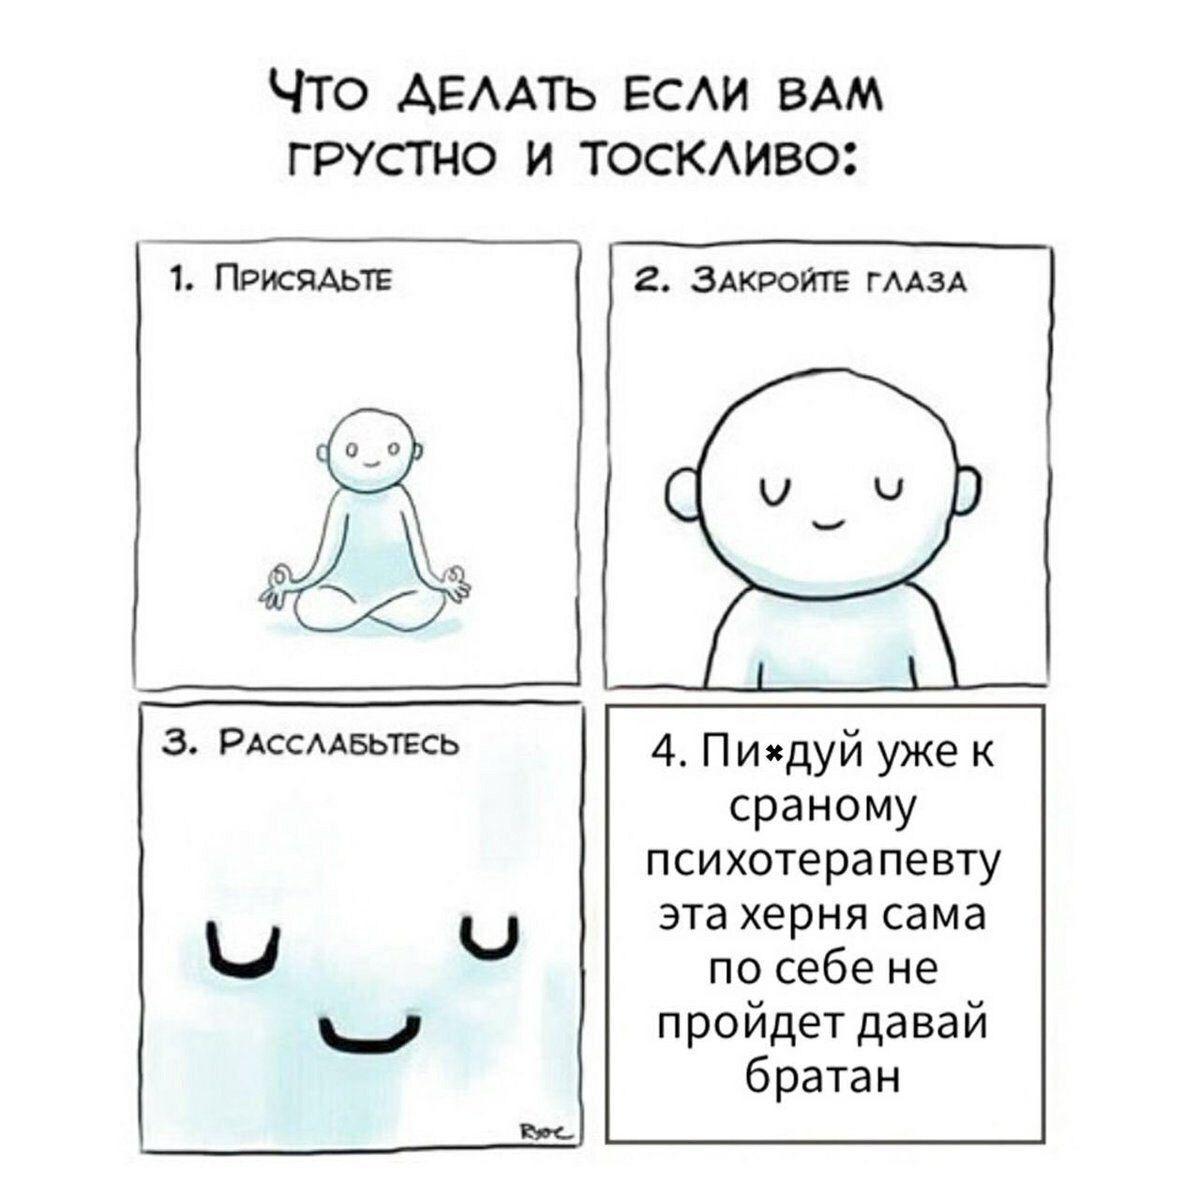 Что делать если вам
грустно и тоскливо:
1. Присядьте
2. Закройте глаза
3. Расслабьтесь
4. Пи✖дуй уже к
сраному
психотерапевту
эта херня сама
по себе не
пройдет давай
братан